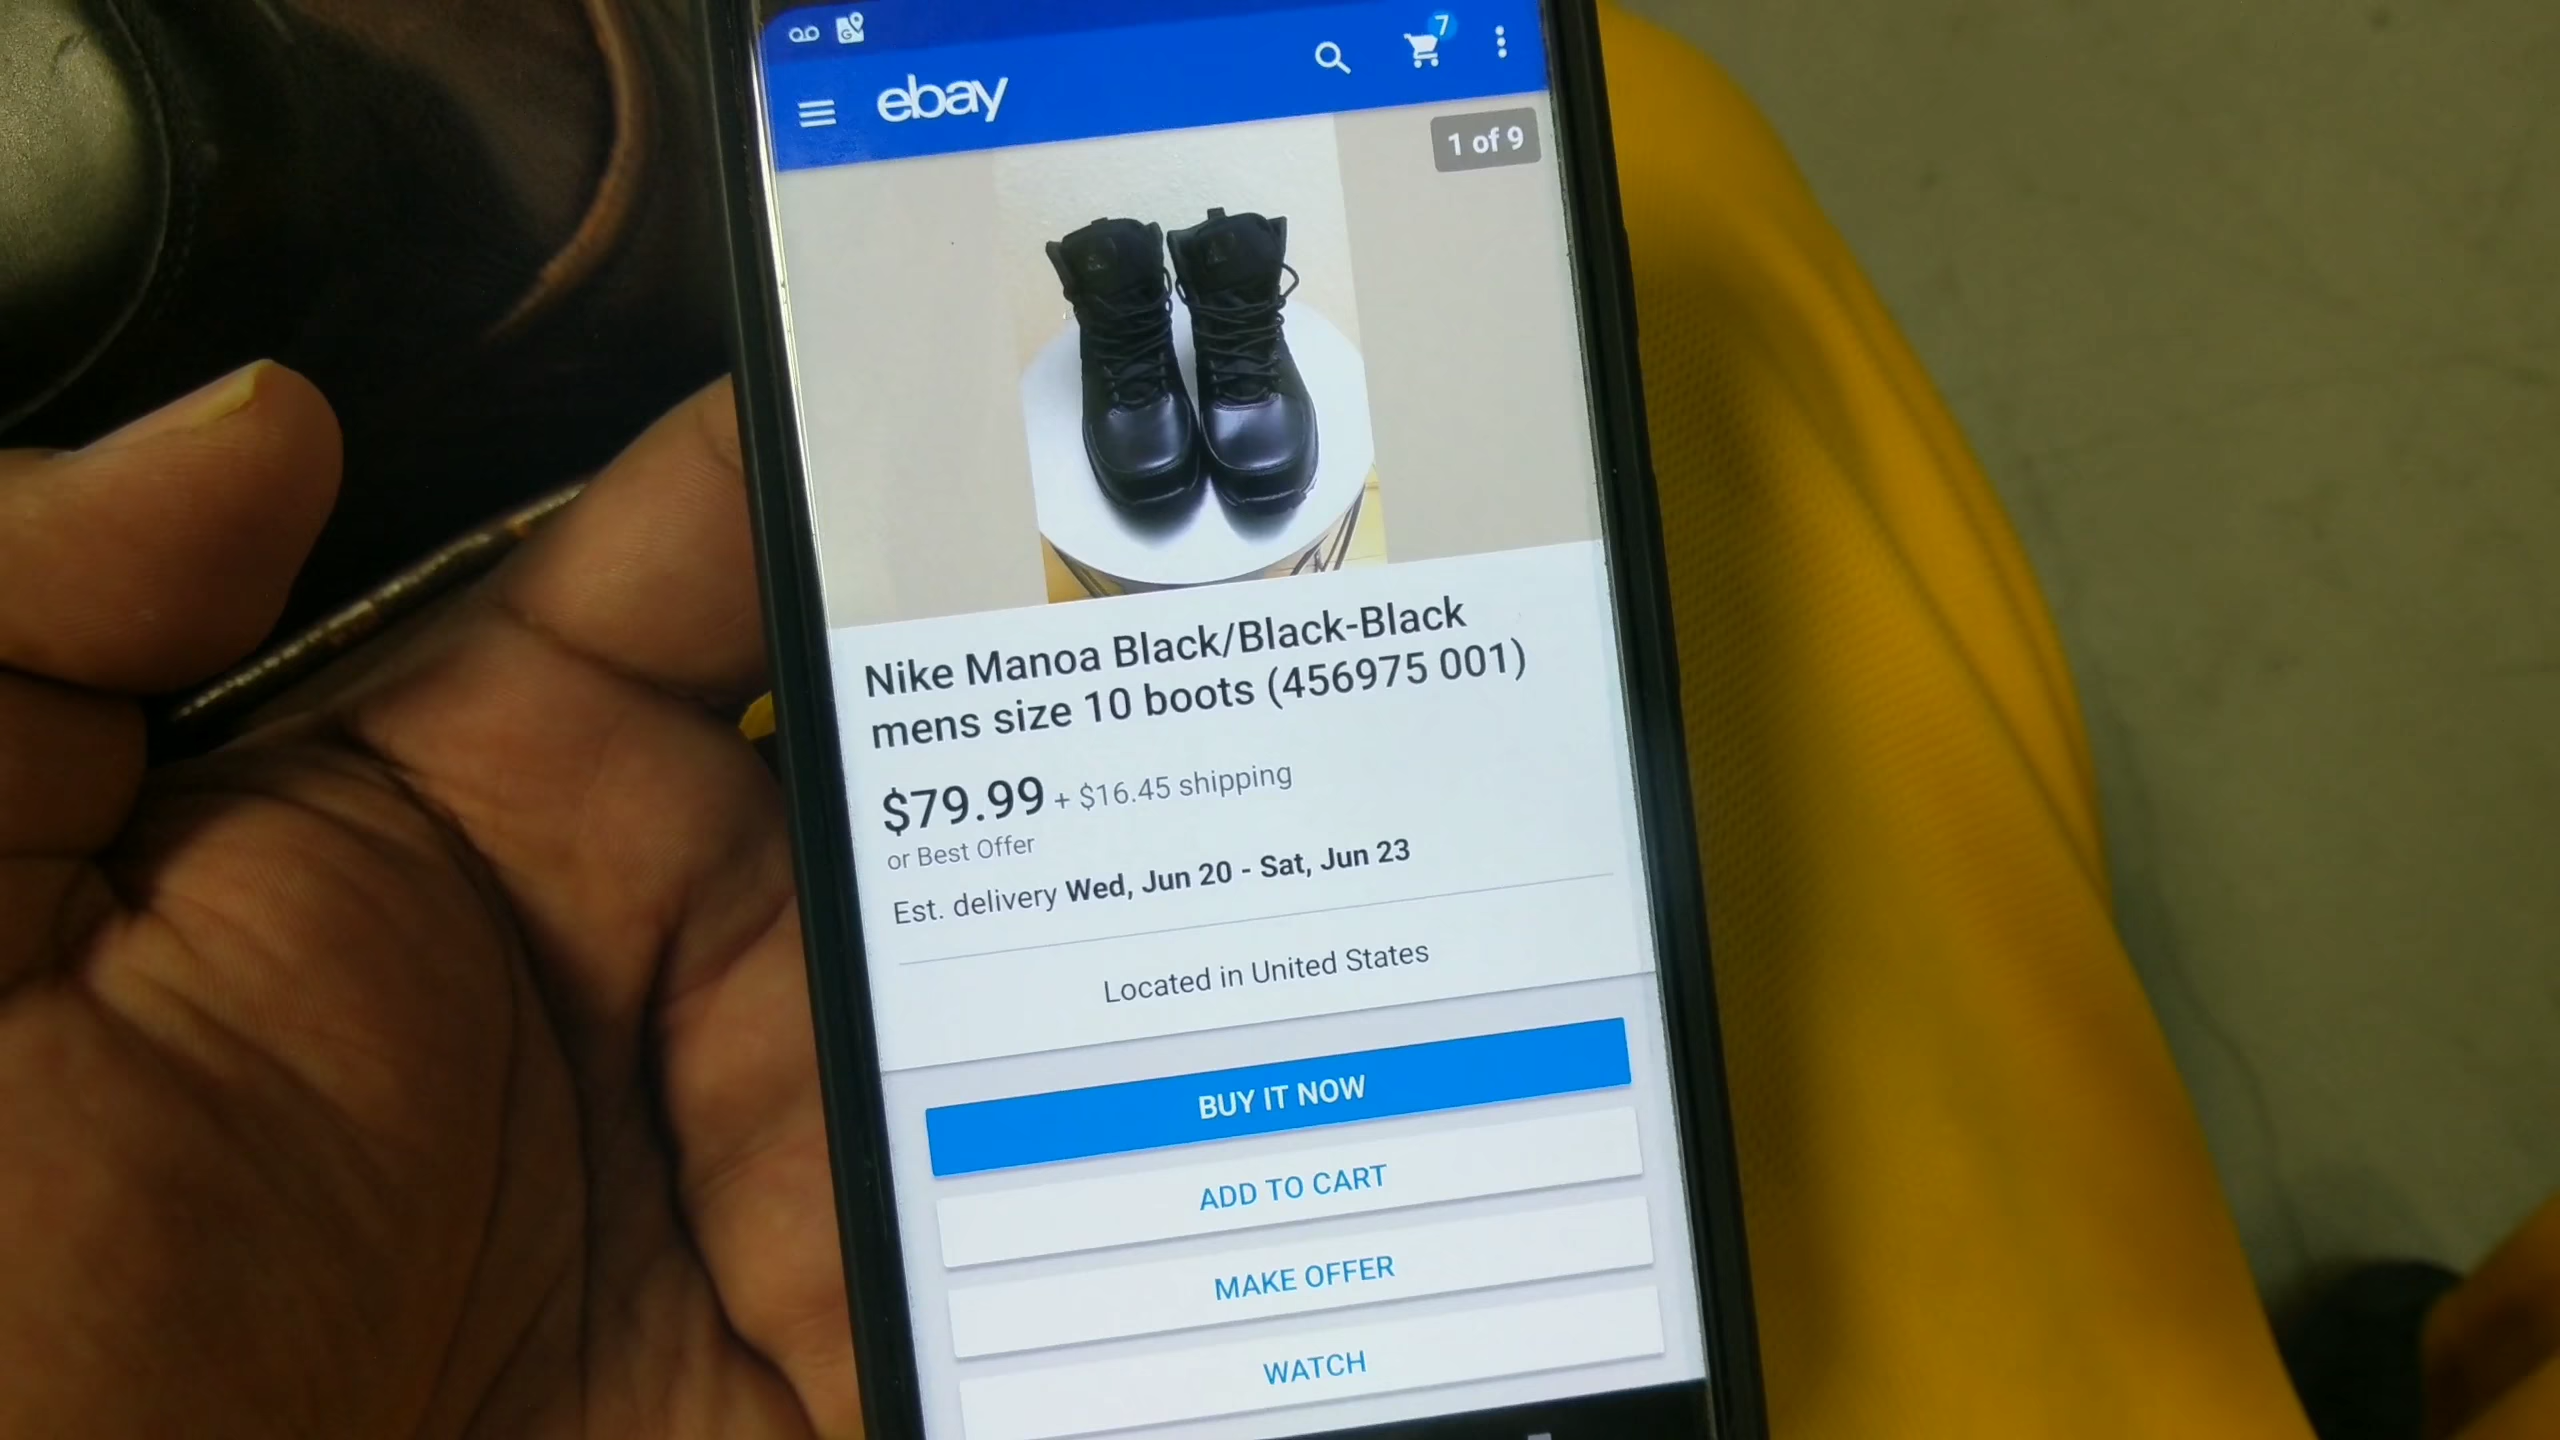 7
ebay
1 of 9
Nike Manoa Black/Black-Black
mens size 10 boots (456975 001)
$79.99 + $16.45 shipping
or Best Offer
Est. delivery Wed, Jun 20 - Sat, Jun 23
Located in United States
BUY IT NOW
ADD TO CART
MAKE OFFER
WATCH